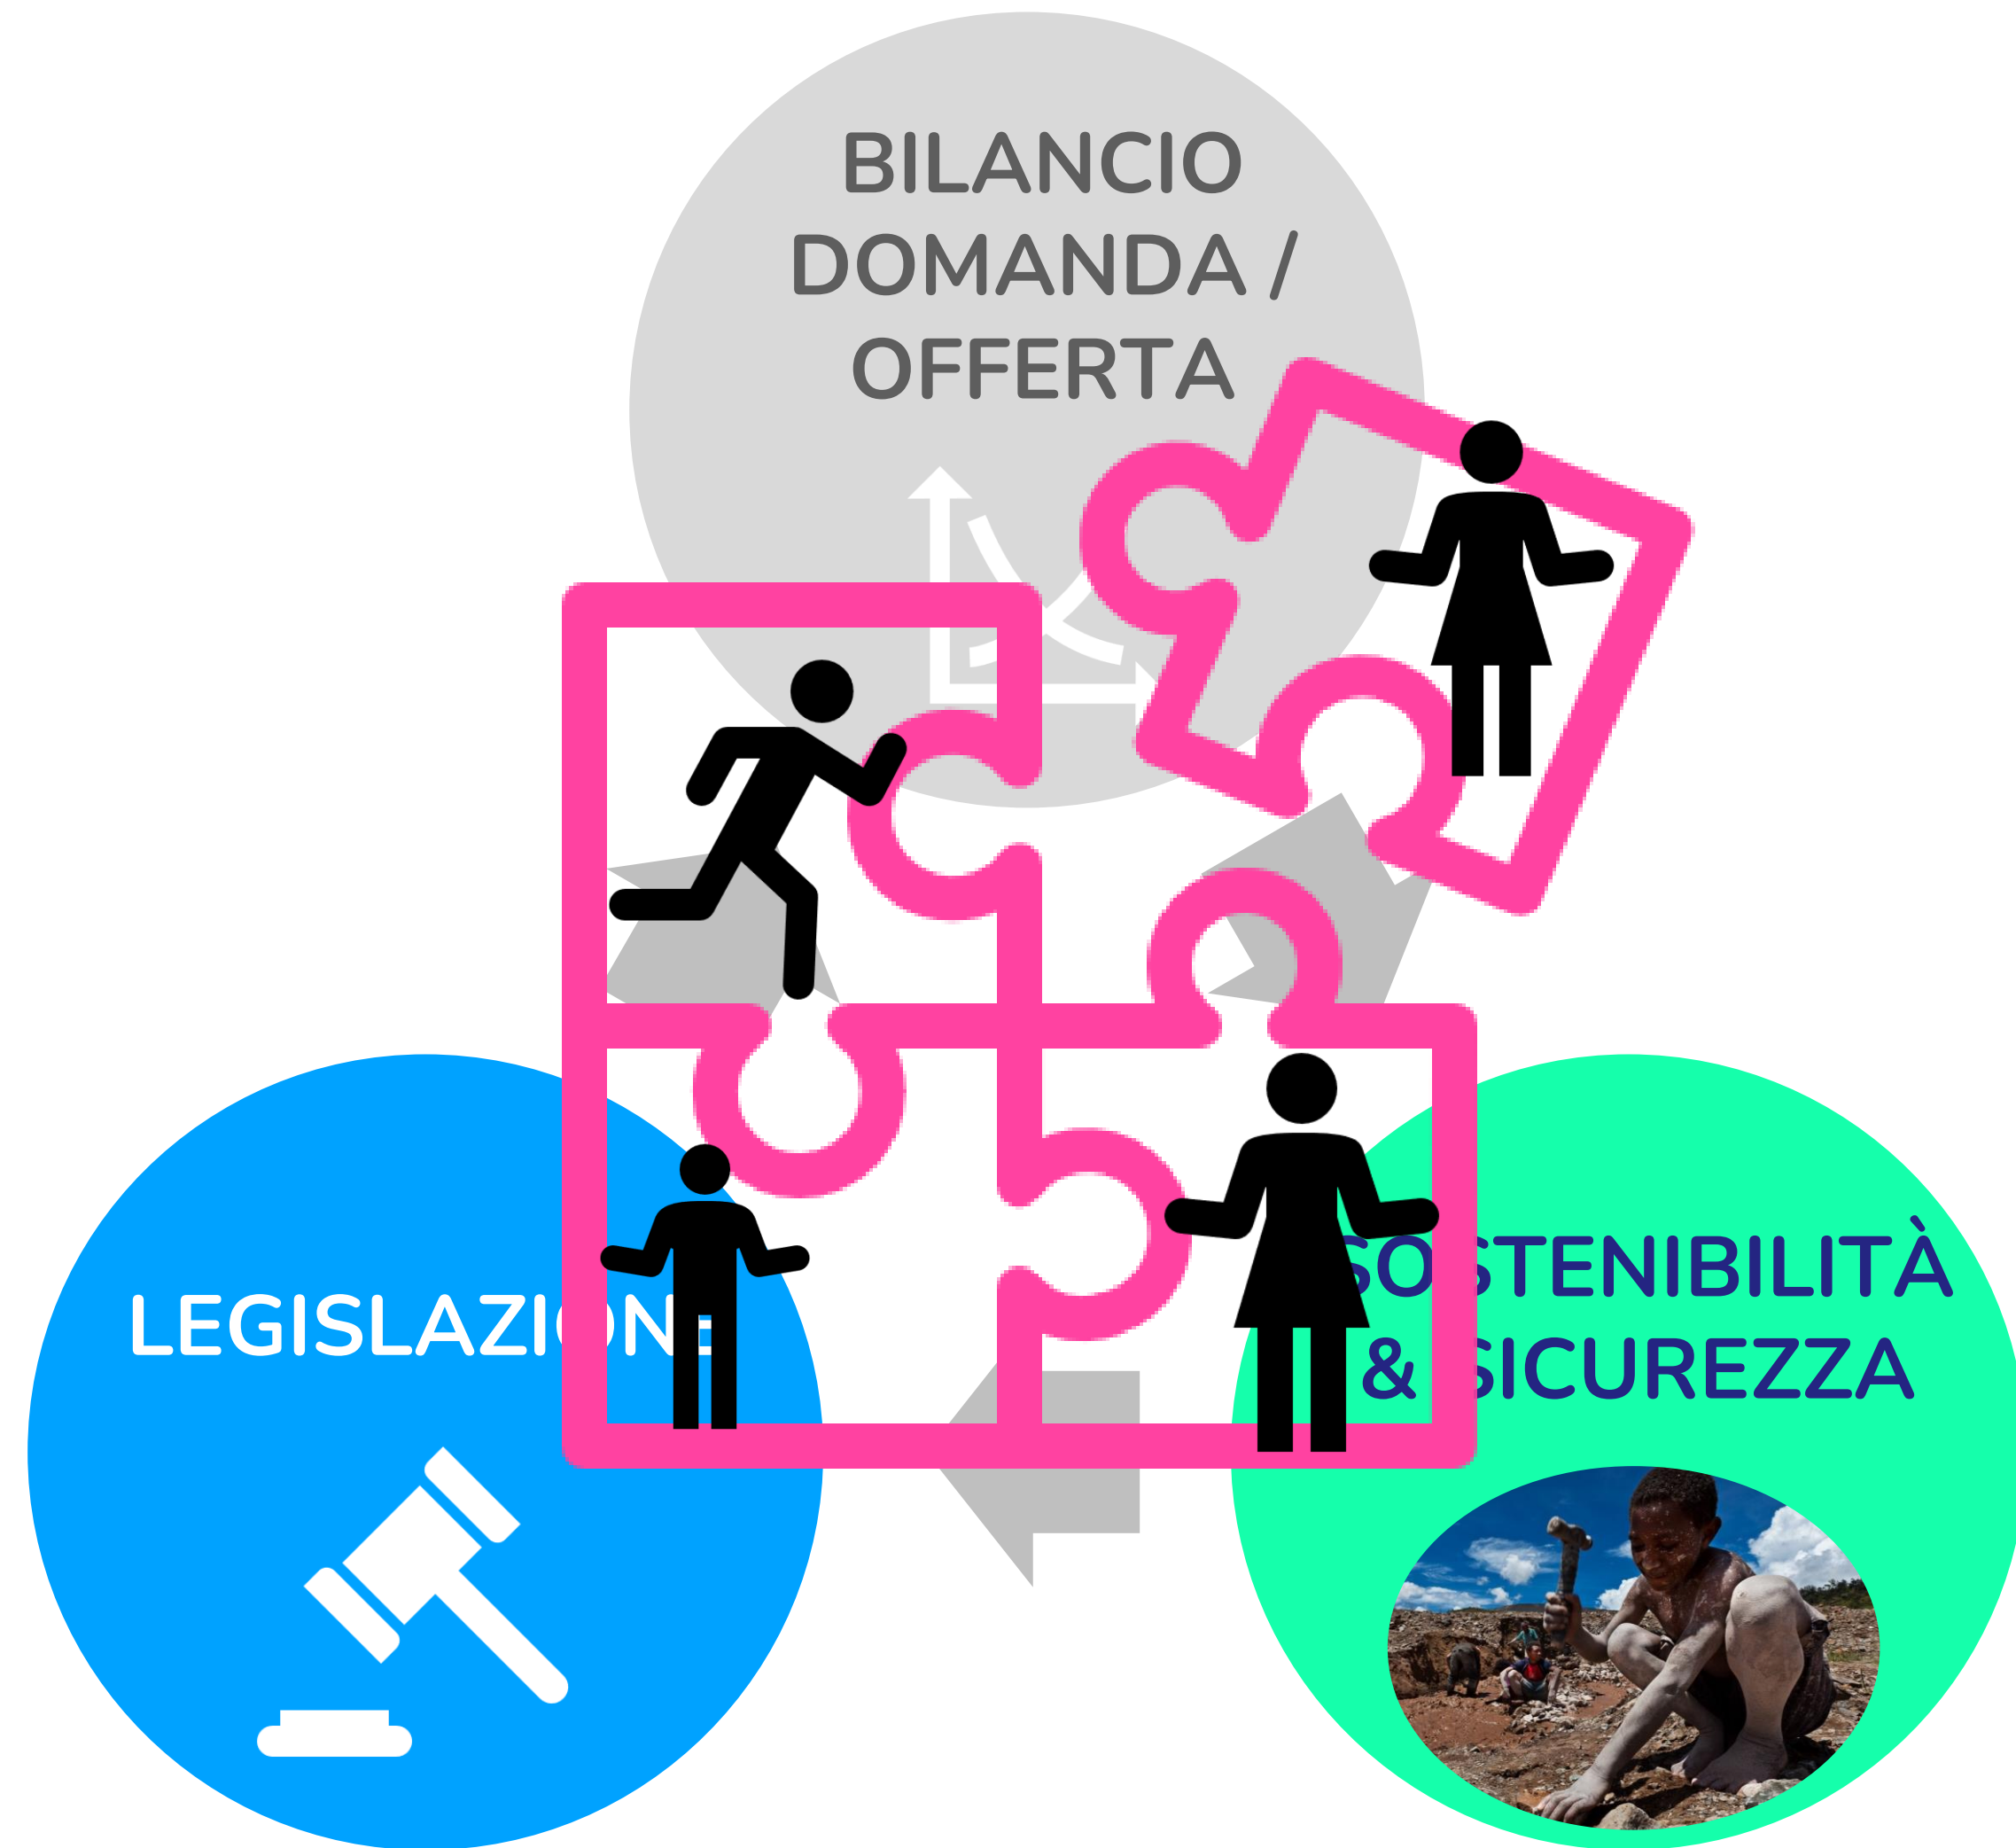 BILANCIO
DOMANDA /
OFFERTA
LEGISLAZIONE
SOSTENIBILITÀ
& SICUREZZA